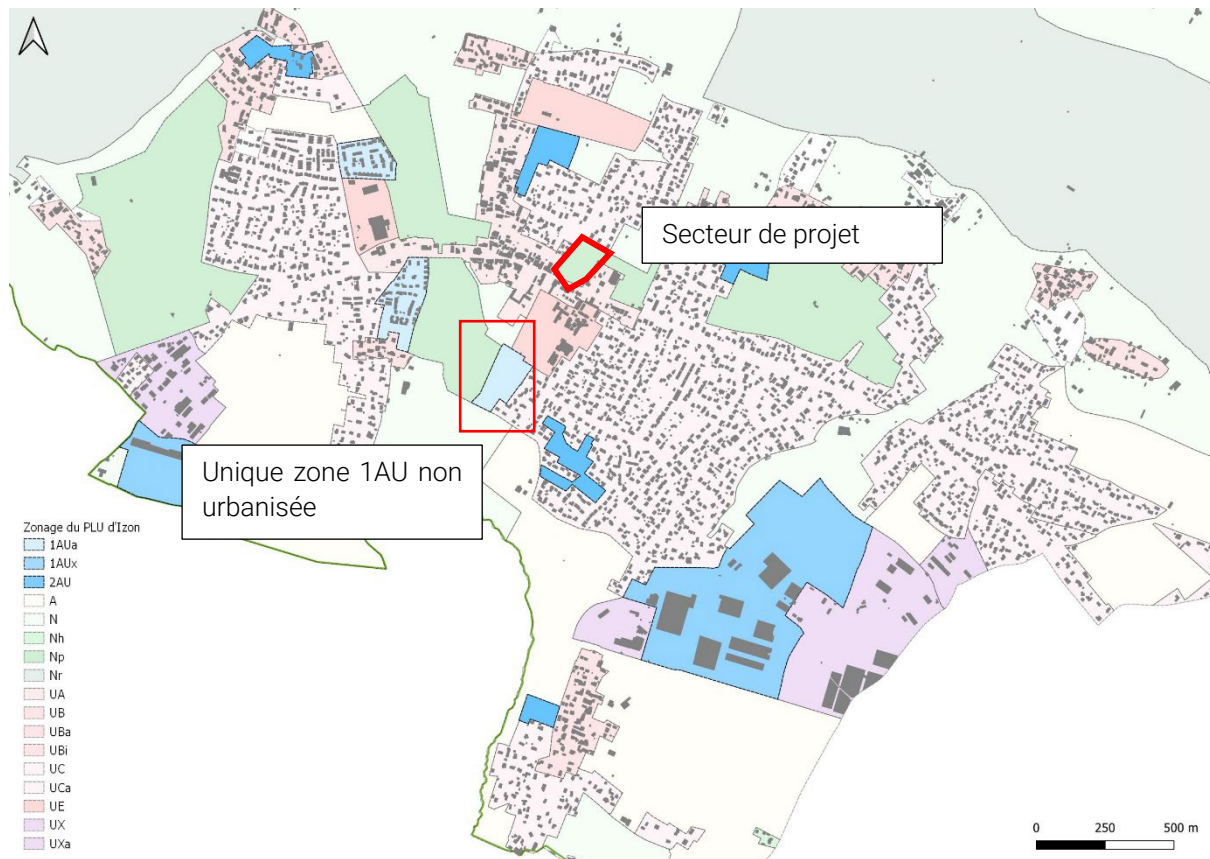 Secteur de projet
Unique zone 1AU non
urbanisée
Zonage du PLU d'Izon
1AUa
1AUx
2AU
A
N
Nh
Np
Nr
UA
UB
UBa
UBi
UC
UCa
UE
UX
UXa
0 250 500 m